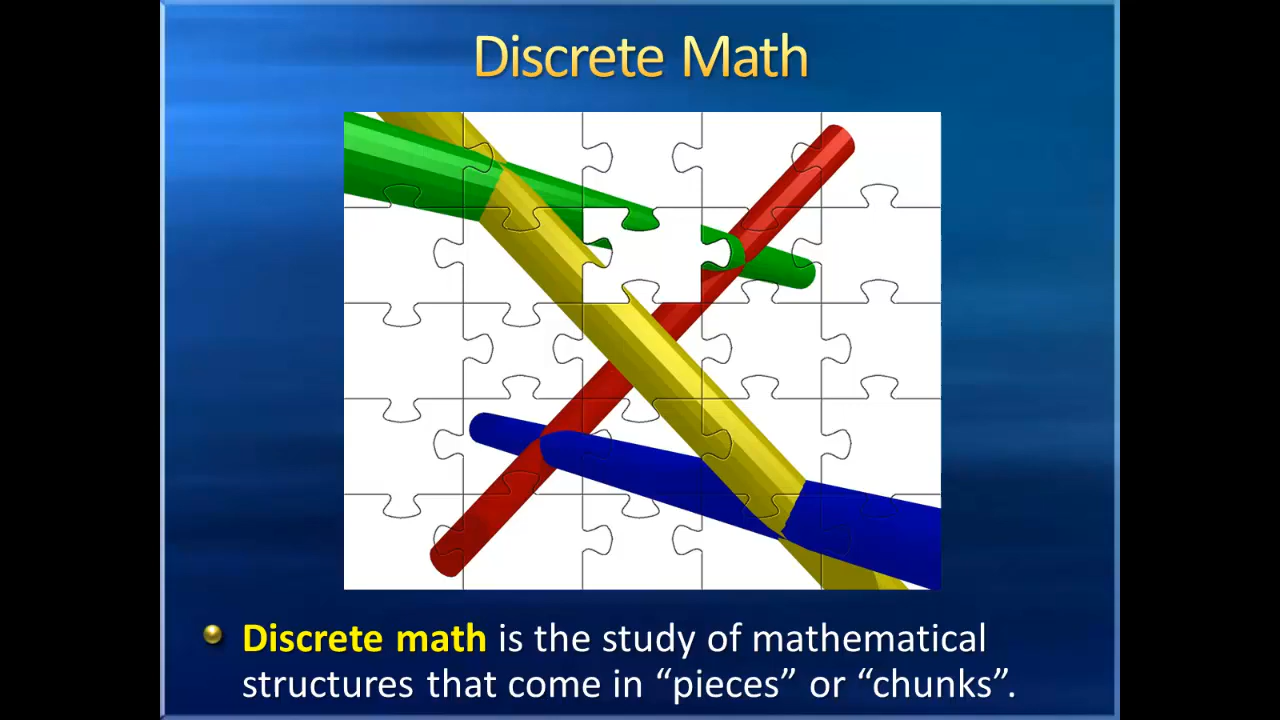 Discrete Math
Discrete math is the study of mathematical
structures that come in “pieces” or “chunks”.